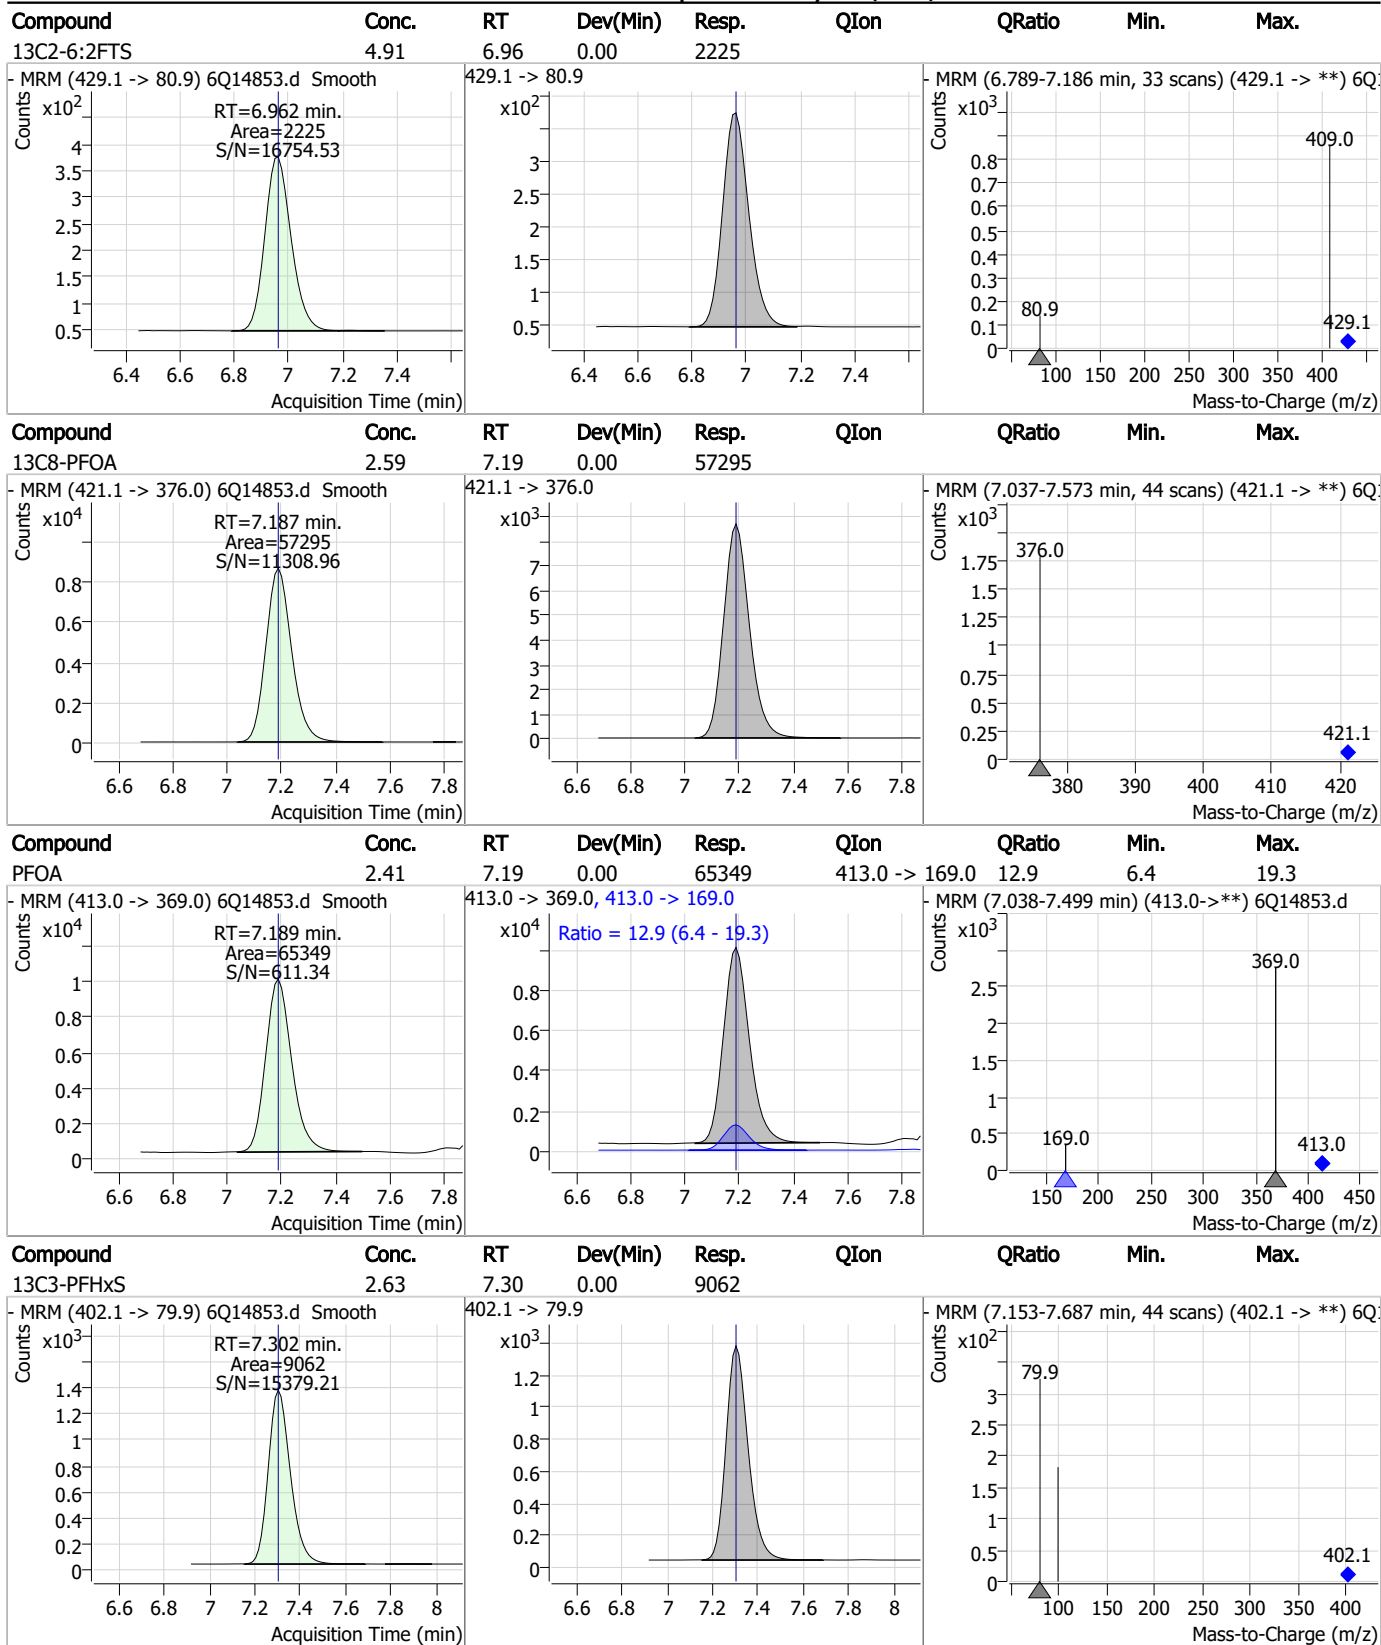 Compound Conc. RT Dev(Min) Resp. QIon QRatio Min. Max.
13C2-6:2FTS 4.91 6.96 0.00 2225
- MRM (429.1 -> 80.9) 6Q14853.d Smooth
Counts
x10²
RT=6.962 min.
Area=2225
S/N=16754.53
4
3.5
3
2.5
2
1.5
1
0.5
6.4 6.6 6.8 7 7.2 7.4
Acquisition Time (min)
429.1 -> 80.9
x10²
3
2.5
2
1.5
1
0.5
6.4 6.6 6.8 7 7.2 7.4
- MRM (6.789-7.186 min, 33 scans) (429.1 -> **) 6Q
Counts
x10³
409.0
0.8
0.7
0.6
0.5
0.4
0.3
0.2
0.1
0
80.9
429.1
100 150 200 250 300 350 400
Mass-to-Charge (m/z)
Compound Conc. RT Dev(Min) Resp. QIon QRatio Min. Max.
13C8-PFOA 2.59 7.19 0.00 57295
- MRM (421.1 -> 376.0) 6Q14853.d Smooth
Counts
x10⁴
RT=7.187 min.
Area=57295
S/N=11308.96
0.8
0.6
0.4
0.2
0
6.6 6.8 7 7.2 7.4 7.6 7.8
Acquisition Time (min)
421.1 -> 376.0
x10³
7
6
5
4
3
2
1
0
6.6 6.8 7 7.2 7.4 7.6 7.8
- MRM (7.037-7.573 min, 44 scans) (421.1 -> **) 6Q
Counts
x10³
376.0
1.75
1.5
1.25
1
0.75
0.5
0.25
0
421.1
380 390 400 410 420
Mass-to-Charge (m/z)
Compound Conc. RT Dev(Min) Resp. QIon QRatio Min. Max.
PFOA 2.41 7.19 0.00 65349 413.0 -> 169.0 12.9 6.4 19.3
- MRM (413.0 -> 369.0) 6Q14853.d Smooth
Counts
x10⁴
RT=7.189 min.
Area=65349
S/N=611.34
1
0.8
0.6
0.4
0.2
0
6.6 6.8 7 7.2 7.4 7.6 7.8
Acquisition Time (min)
413.0 -> 369.0, 413.0 -> 169.0
x10⁴
Ratio = 12.9 (6.4 - 19.3)
0.8
0.6
0.4
0.2
0
6.6 6.8 7 7.2 7.4 7.6 7.8
- MRM (7.038-7.499 min) (413.0->**) 6Q14853.d
Counts
x10³
369.0
2.5
2
1.5
1
0.5
0
169.0
413.0
150 200 250 300 350 400 450
Mass-to-Charge (m/z)
Compound Conc. RT Dev(Min) Resp. QIon QRatio Min. Max.
13C3-PFHxS 2.63 7.30 0.00 9062
- MRM (402.1 -> 79.9) 6Q14853.d Smooth
Counts
x10³
RT=7.302 min.
Area=9062
S/N=15379.21
1.4
1.2
1
0.8
0.6
0.4
0.2
0
6.6 6.8 7 7.2 7.4 7.6 7.8 8
Acquisition Time (min)
402.1 -> 79.9
x10³
1.2
1
0.8
0.6
0.4
0.2
0
6.6 6.8 7 7.2 7.4 7.6 7.8 8
- MRM (7.153-7.687 min, 44 scans) (402.1 -> **) 6Q
Counts
x10²
79.9
3
2.5
2
1.5
1
0.5
0
402.1
100 150 200 250 300 350 400
Mass-to-Charge (m/z)